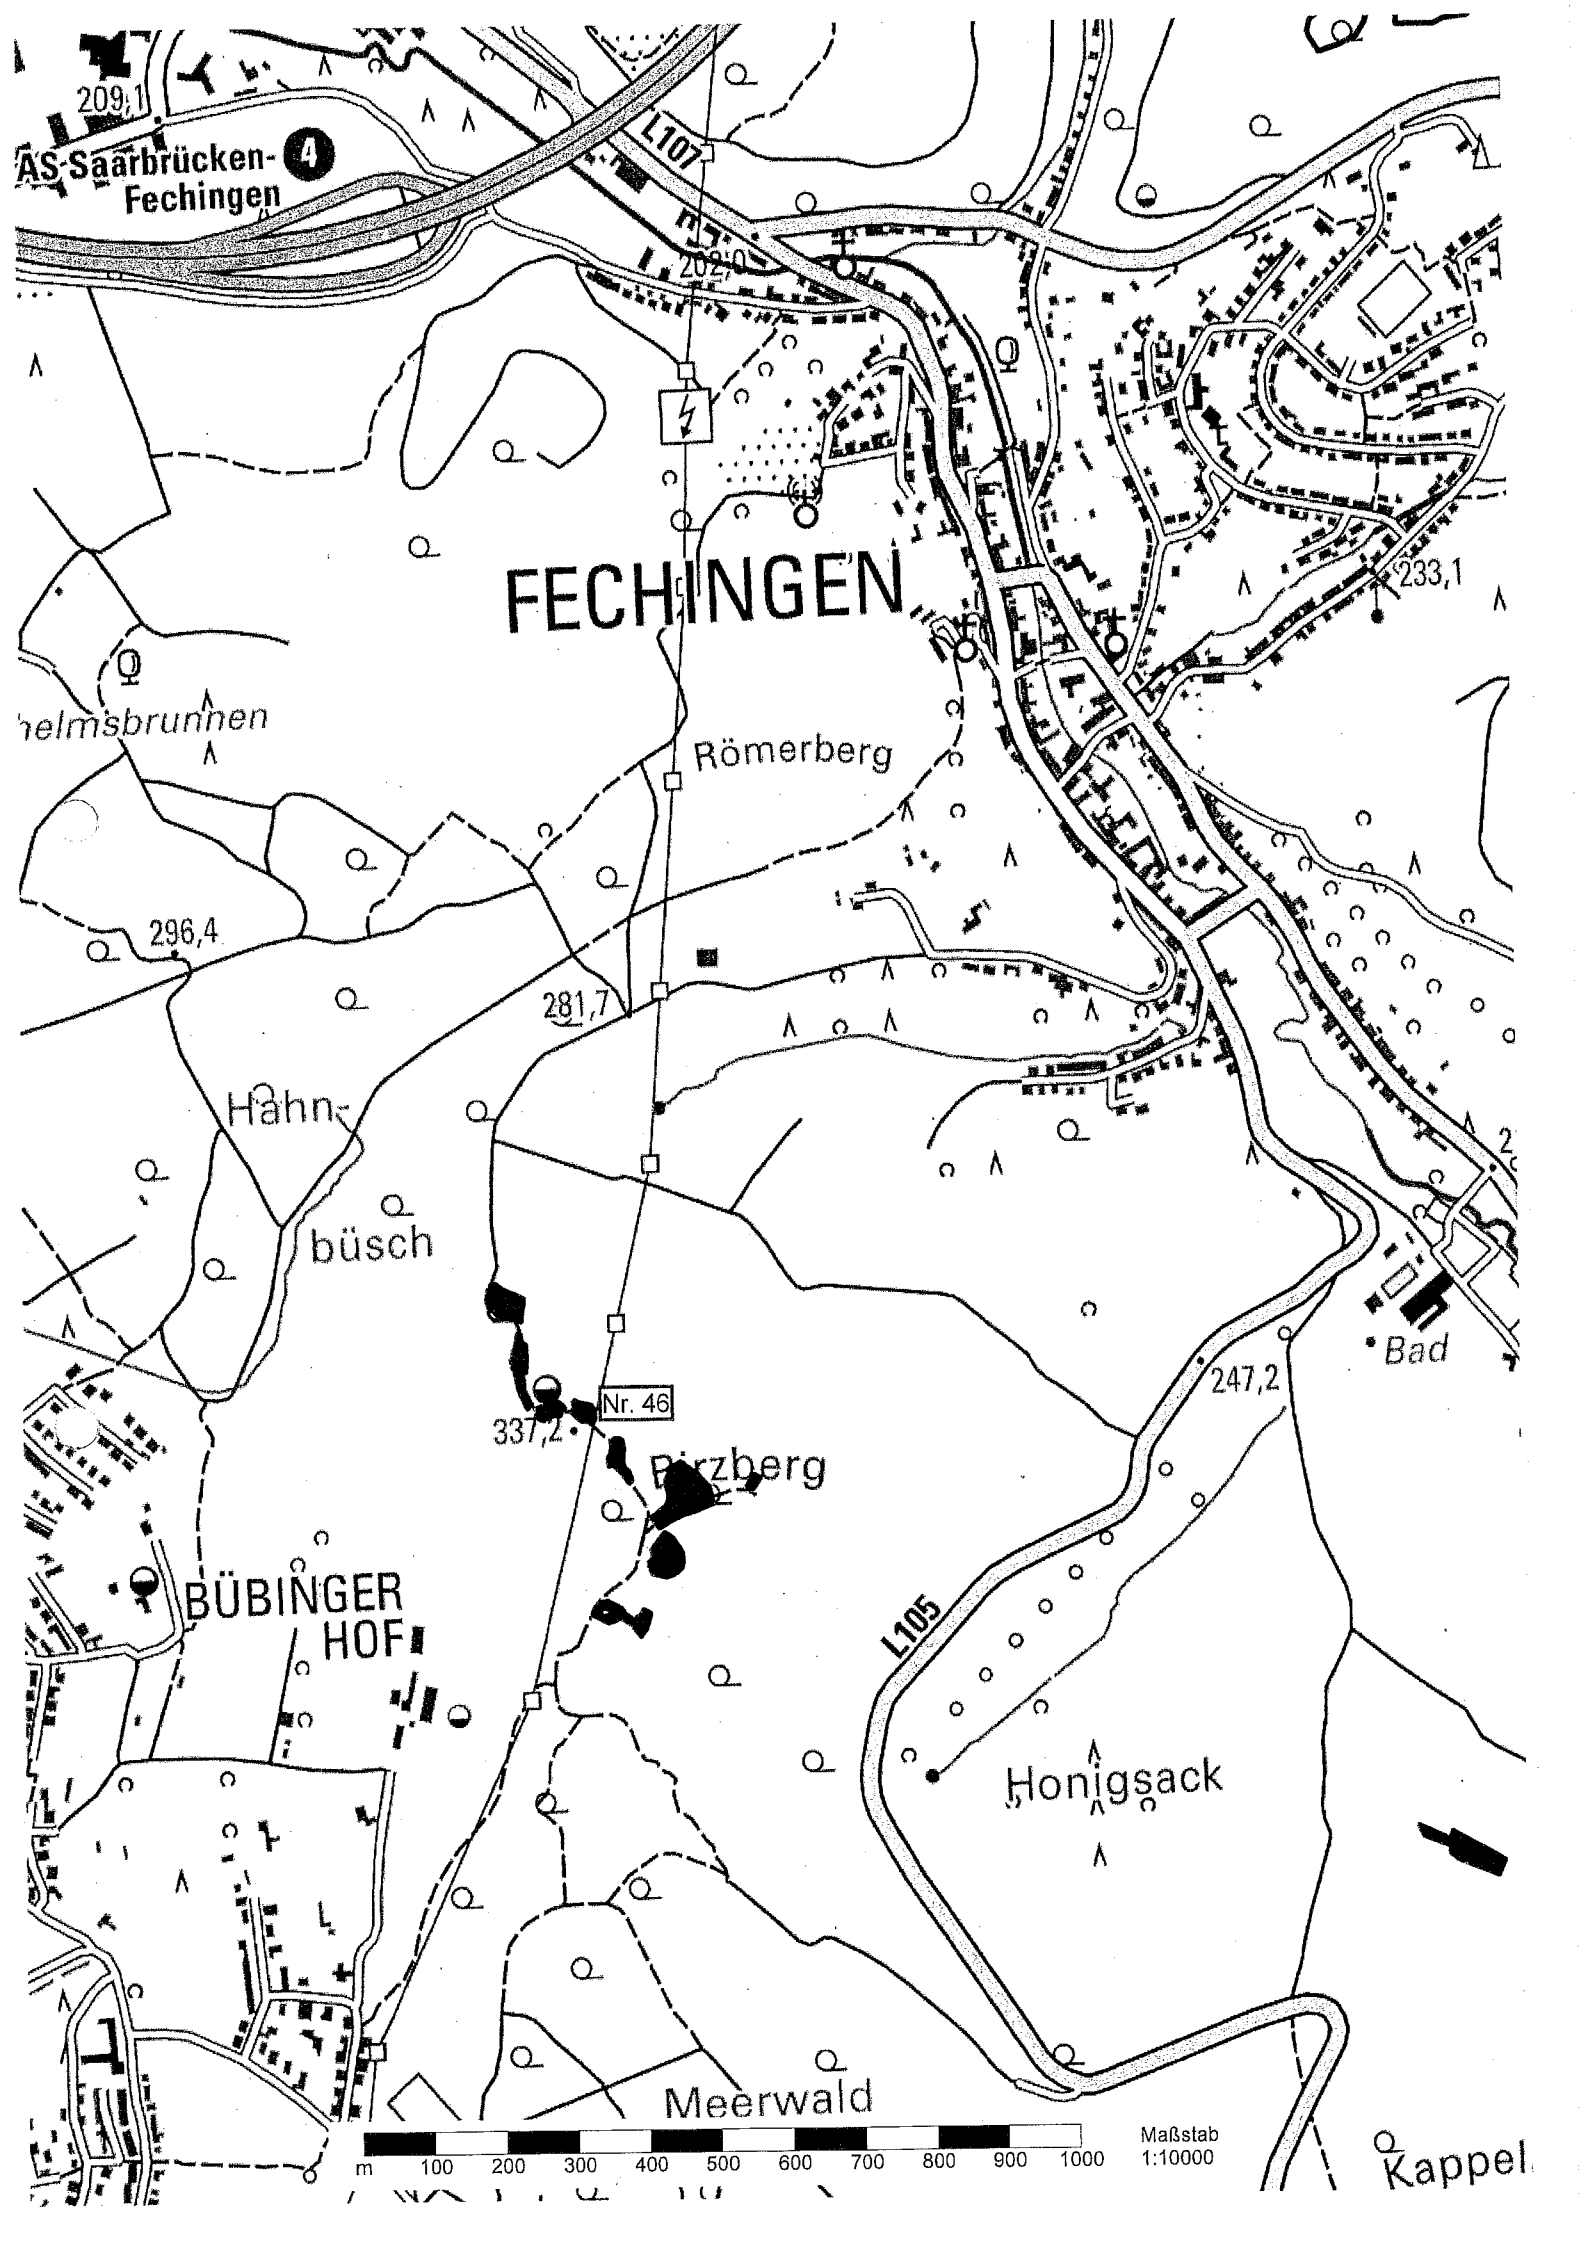 209,1
AS-Saarbrücken-
Fechingen
4
L107
202,0
FECHINGEN
233,1
helmsbrunnen
Römerberg
296,4
281,7
Hahn-
büsch
Bad
247,2
Nr. 46
337,2
Birzberg
BÜBINGER
HOF
L105
Honigsack
Meerwald
Maßstab
1:10000
m 100 200 300 400 500 600 700 800 900 1000
Kappel